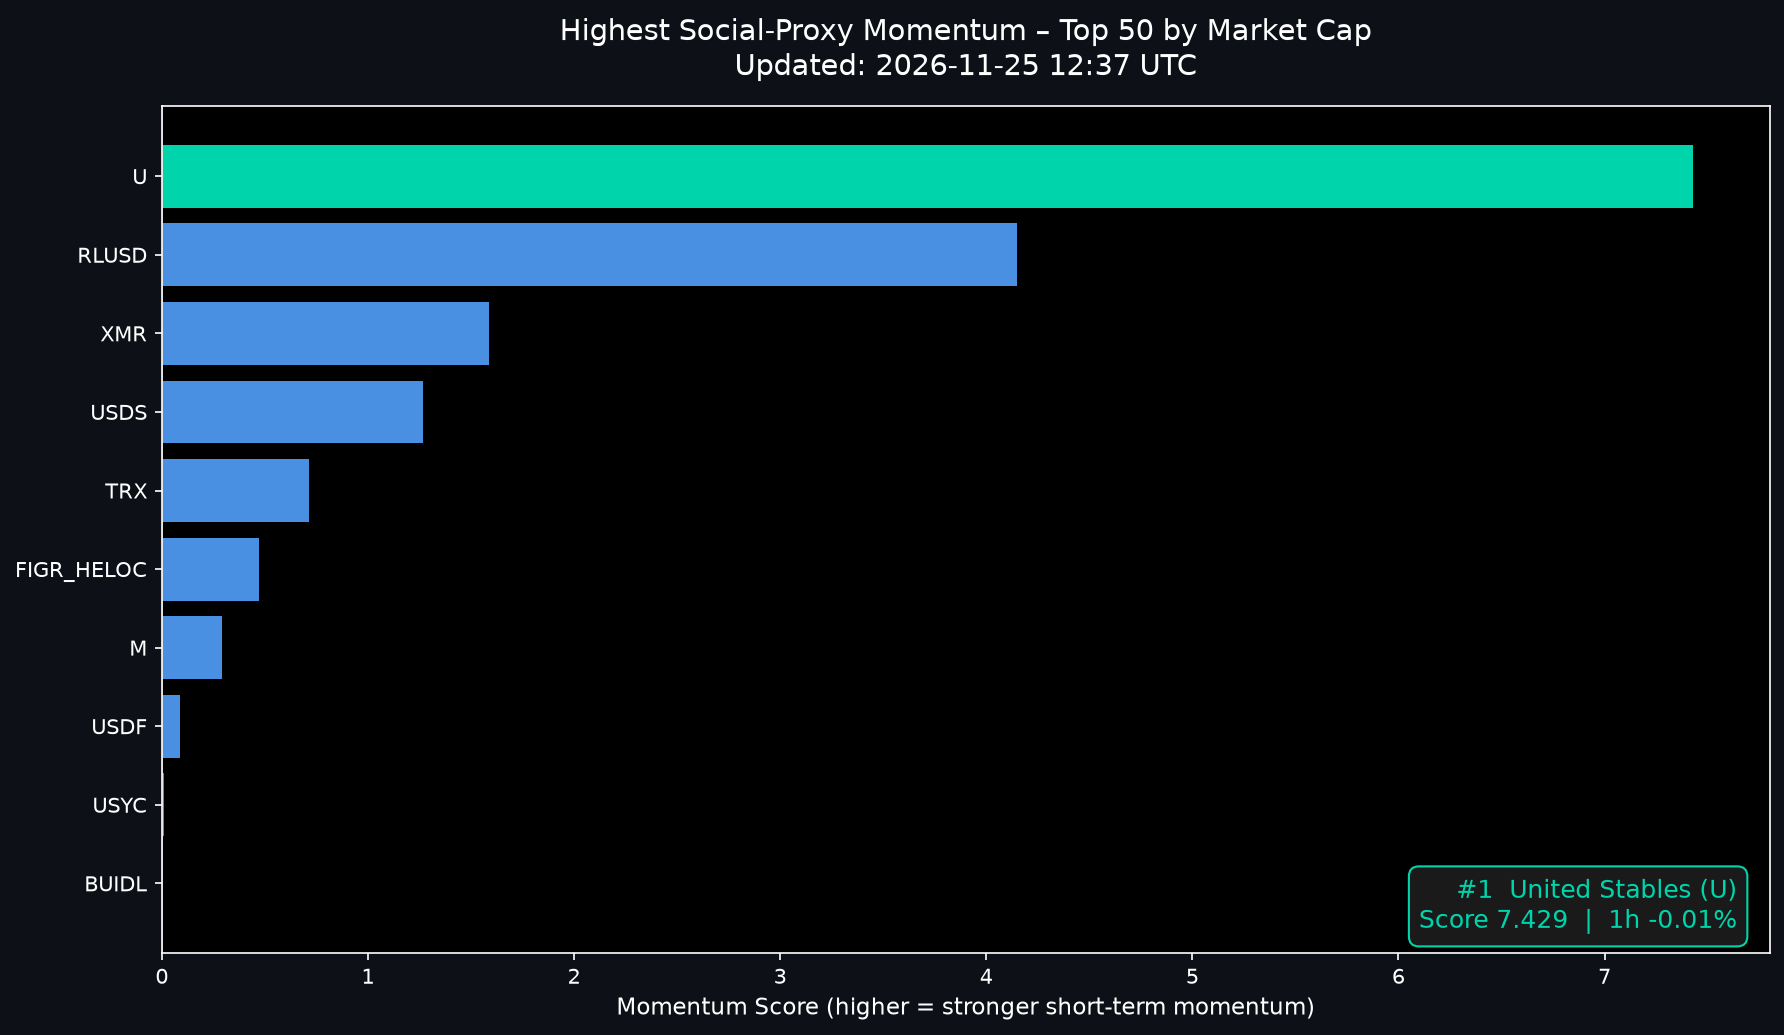 Highest Social-Proxy Momentum – Top 50 by Market Cap
Updated: 2026-11-25 12:37 UTC
U
RLUSD
XMR
USDS
TRX
FIGR_HELOC
M
USDF
USYC
BUIDL
#1  United Stables (U)
Score 7.429  |  1h -0.01%
0 1 2 3 4 5 6 7
Momentum Score (higher = stronger short-term momentum)